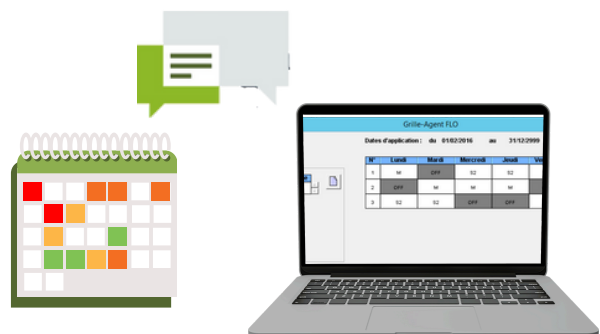 Grille-Agent FLO
Dates d'application : du 01/02/2016 au 31/12/2999
N° Lundi Mardi Mercredi Jeudi Ve
1 M OFF S2 S2
2 OFF M M M
3 S2 S2 OFF OFF